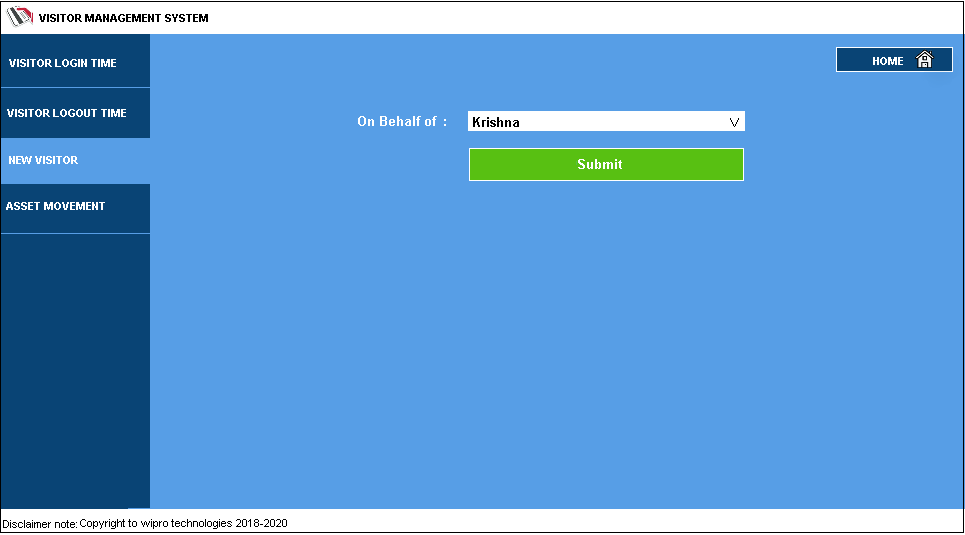 VISITOR MANAGEMENT SYSTEM
HOME
VISITOR LOGIN TIME
VISITOR LOGOUT TIME
NEW VISITOR
ASSET MOVEMENT
On Behalf of :
Krishna
Submit
Disclaimer note: Copyright to wipro technologies 2018-2020